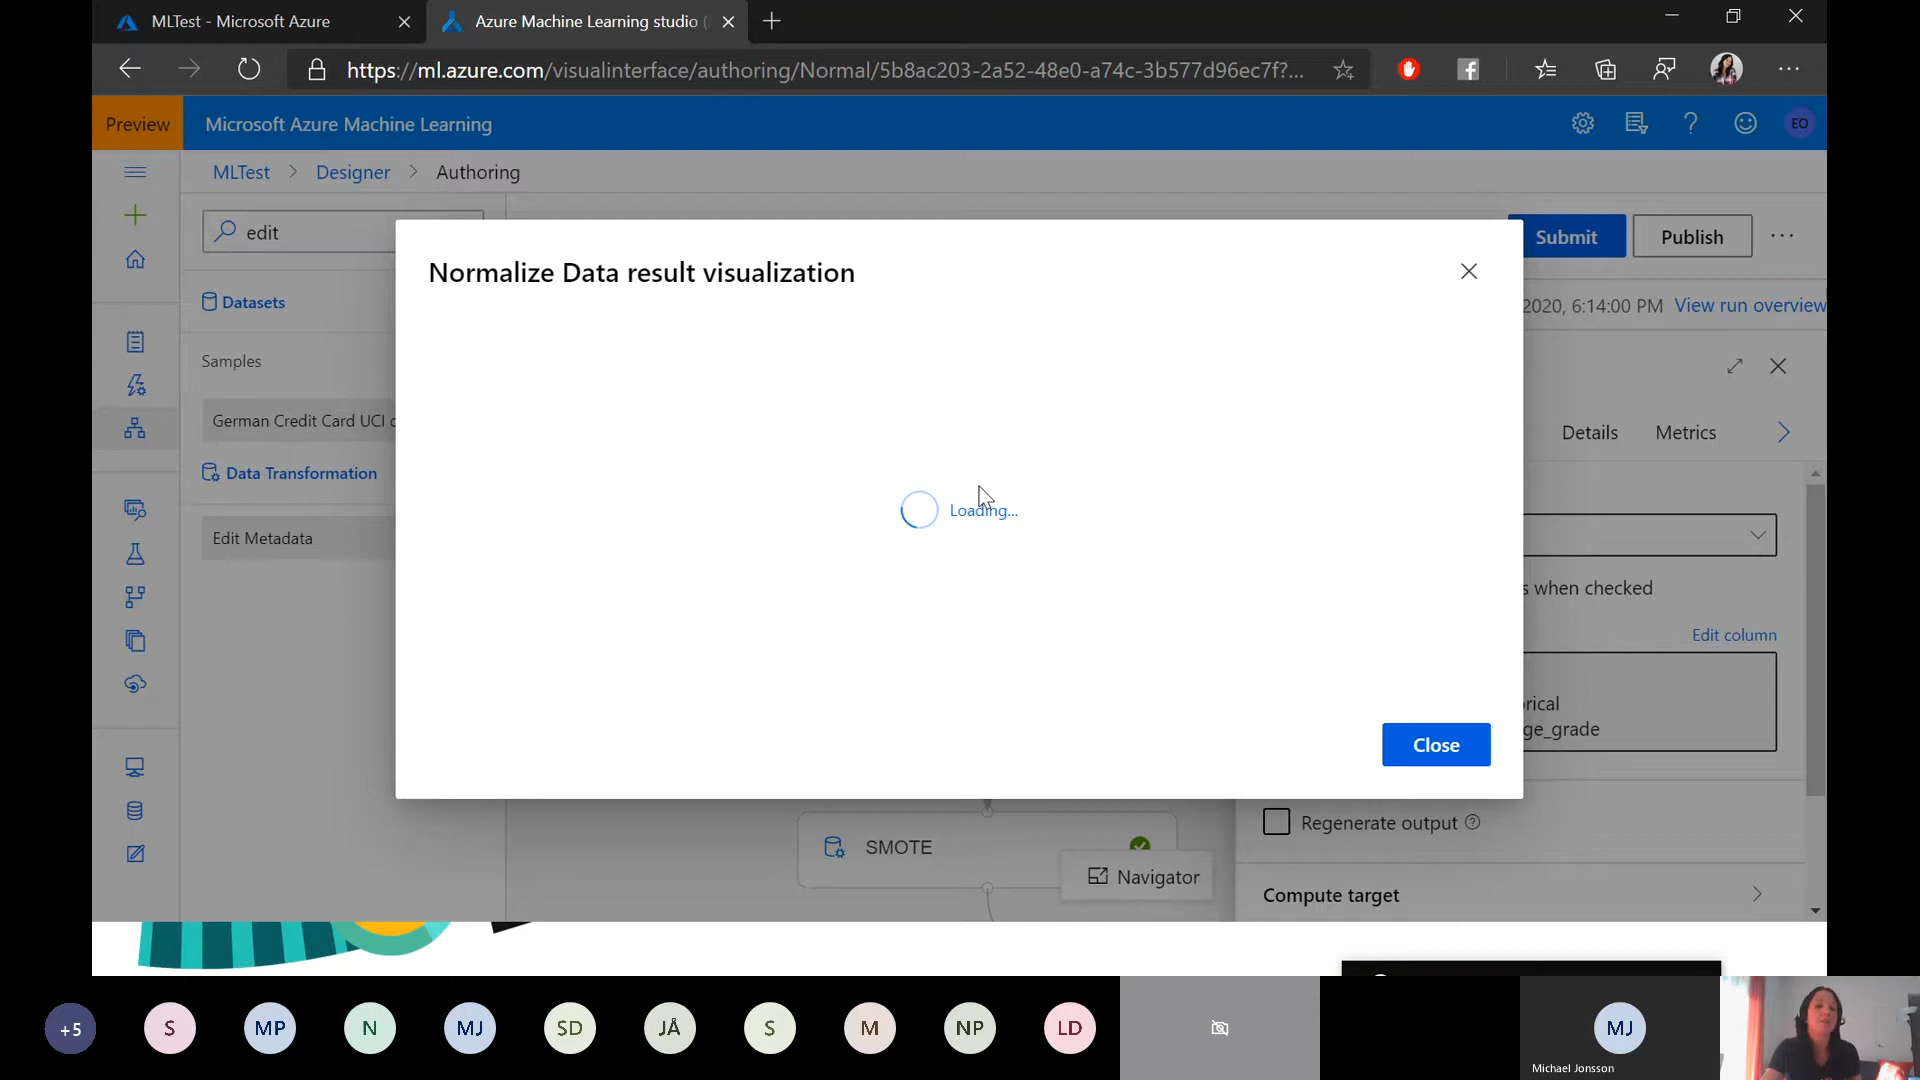 MLTest - Microsoft Azure
Azure Machine Learning studio (
https://ml.azure.com/visualinterface/authoring/Normal/5b8ac203-2a52-48e0-a74c-3b577d96ec7f?...
Preview
Microsoft Azure Machine Learning
EO
MLTest > Designer > Authoring
edit
Submit
Publish
Normalize Data result visualization
Datasets
2020, 6:14:00 PM
View run overview
Samples
German Credit Card UCI
Details
Metrics
Data Transformation
Loading...
Edit Metadata
s when checked
Edit column
rical
ge_grade
Close
Regenerate output
SMOTE
Navigator
Compute target
+5
S
MP
N
MJ
SD
JÅ
S
M
NP
LD
MJ
Michael Jonsson